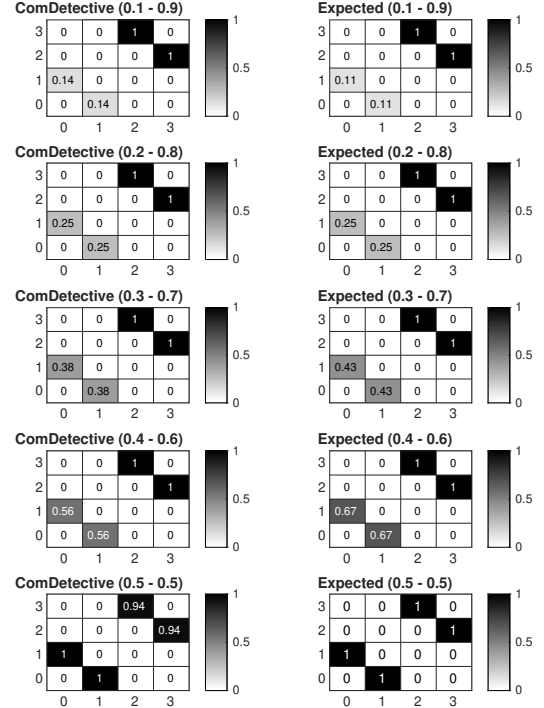 ComDetective (0.1 - 0.9) Expected (0.1 - 0.9)
3 0 0 1 0 1 3 0 0 1 0 1
2 0 0 0 1 2 0 0 0 1
0.5 0.5
1 0.14 0 0 0 1 0.11 0 0 0
0 0 0.14 0 0 0 0 0 0.11 0 0 0
0 1 2 3 0 1 2 3
ComDetective (0.2 - 0.8) Expected (0.2 - 0.8)
3 0 0 1 0 1 3 0 0 1 0 1
2 0 0 0 1 2 0 0 0 1
0.5 0.5
1 0.25 0 0 0 1 0.25 0 0 0
0 0 0.25 0 0 0 0 0 0.25 0 0 0
0 1 2 3 0 1 2 3
ComDetective (0.3 - 0.7) Expected (0.3 - 0.7)
3 0 0 1 0 1 3 0 0 1 0 1
2 0 0 0 1 2 0 0 0 1
0.5 0.5
1 0.38 0 0 0 1 0.43 0 0 0
0 0 0.38 0 0 0 0 0 0.43 0 0 0
0 1 2 3 0 1 2 3
ComDetective (0.4 - 0.6) Expected (0.4 - 0.6)
3 0 0 1 0 1 3 0 0 1 0 1
2 0 0 0 1 2 0 0 0 1
0.5 0.5
1 0.56 0 0 0 1 0.67 0 0 0
0 0 0.56 0 0 0 0 0 0.67 0 0 0
0 1 2 3 0 1 2 3
ComDetective (0.5 - 0.5) Expected (0.5 - 0.5)
3 0 0 0.94 0 1 3 0 0 1 0 1
2 0 0 0 0.94 2 0 0 0 1
0.5 0.5
1 1 0 0 0 1 1 0 0 0
0 0 1 0 0 0 0 0 1 0 0 0
0 1 2 3 0 1 2 3